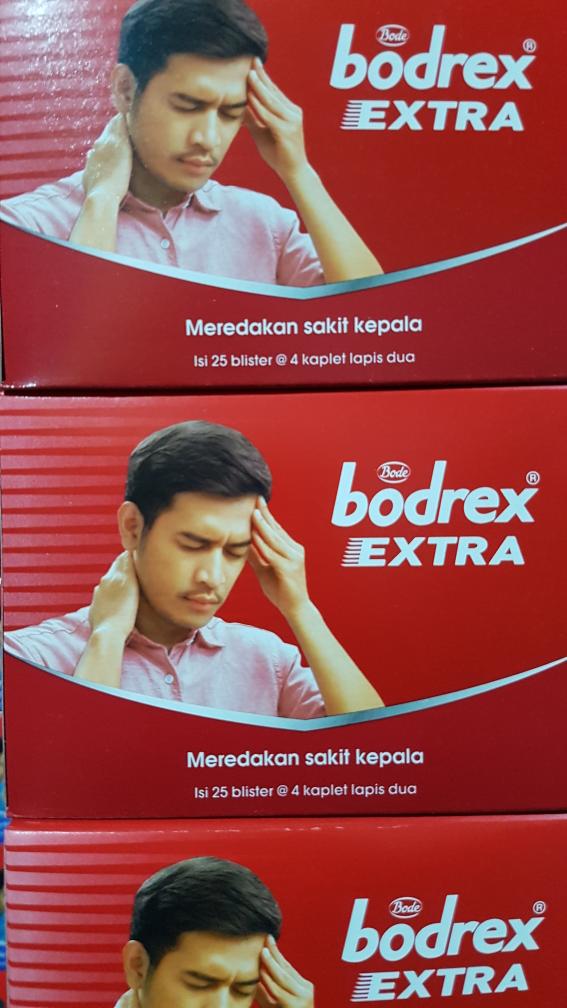 Bode
bodrex®
EXTRA
Meredakan sakit kepala
Isi 25 blister @ 4 kaplet lapis dua
Bode
bodrex®
EXTRA
Meredakan sakit kepala
Isi 25 blister @ 4 kaplet lapis dua
Bode
bodrex®
EXTRA